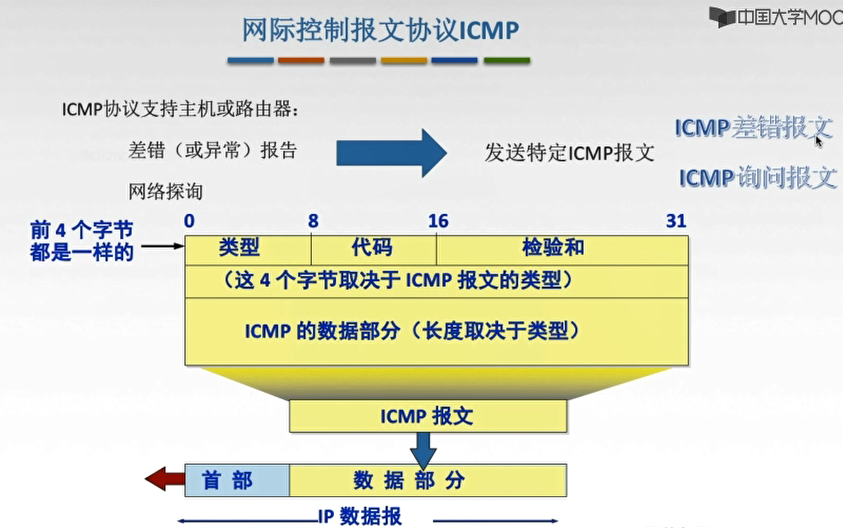 网际控制报文协议ICMP
中国大学MOO
ICMP协议支持主机或路由器：
差错（或异常）报告
网络探询
发送特定ICMP报文
ICMP差错报文
ICMP询问报文
前 4 个字节
都是一样的
0 8 16 31
类型 代码 检验和
（这 4 个字节取决于 ICMP 报文的类型）
ICMP 的数据部分（长度取决于类型）
ICMP 报文
首 部 数 据 部 分
IP 数据报